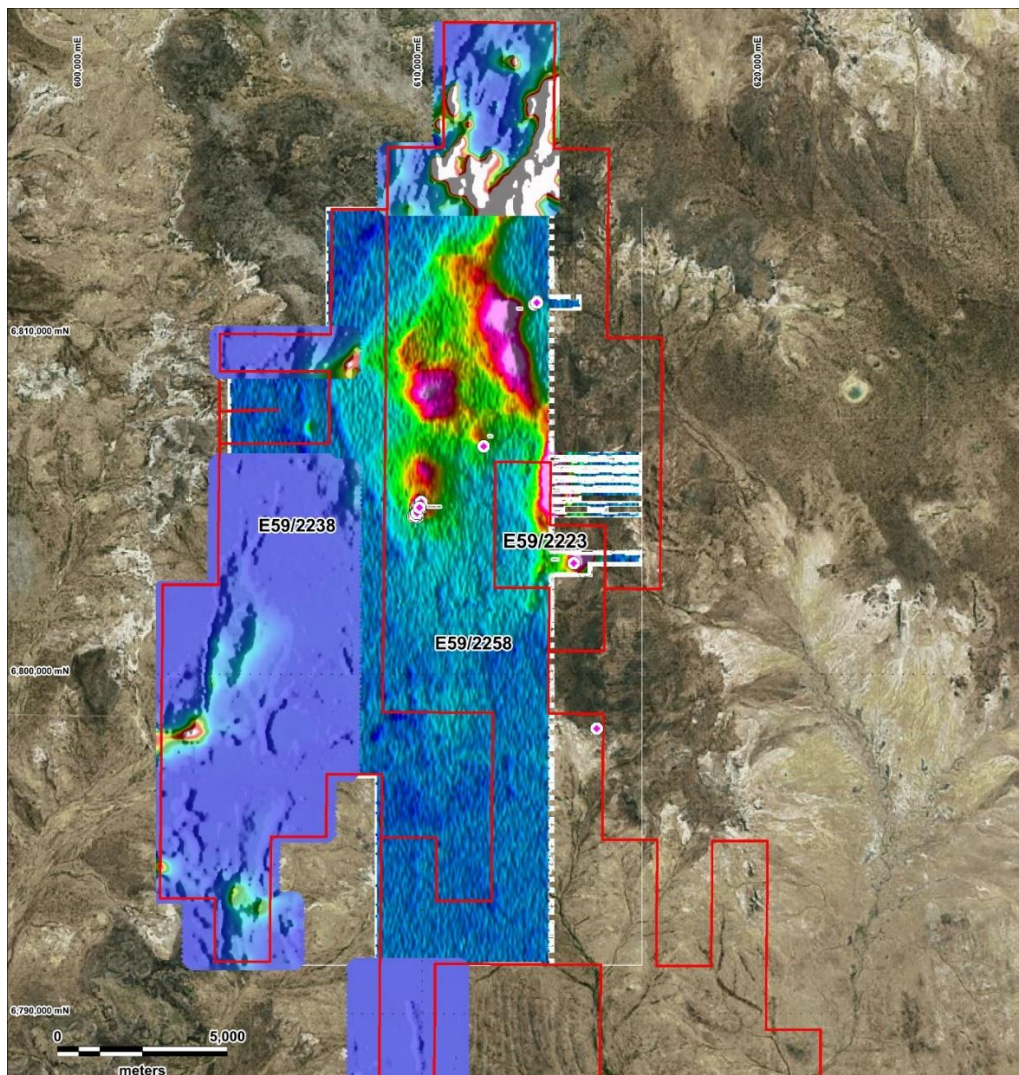 600,000 mE
610,000 mE
620,000 mE
6,810,000 mN
E59/2238
E59/2223
E59/2258
6,800,000 mN
6,790,000 mN
0
5,000
meters